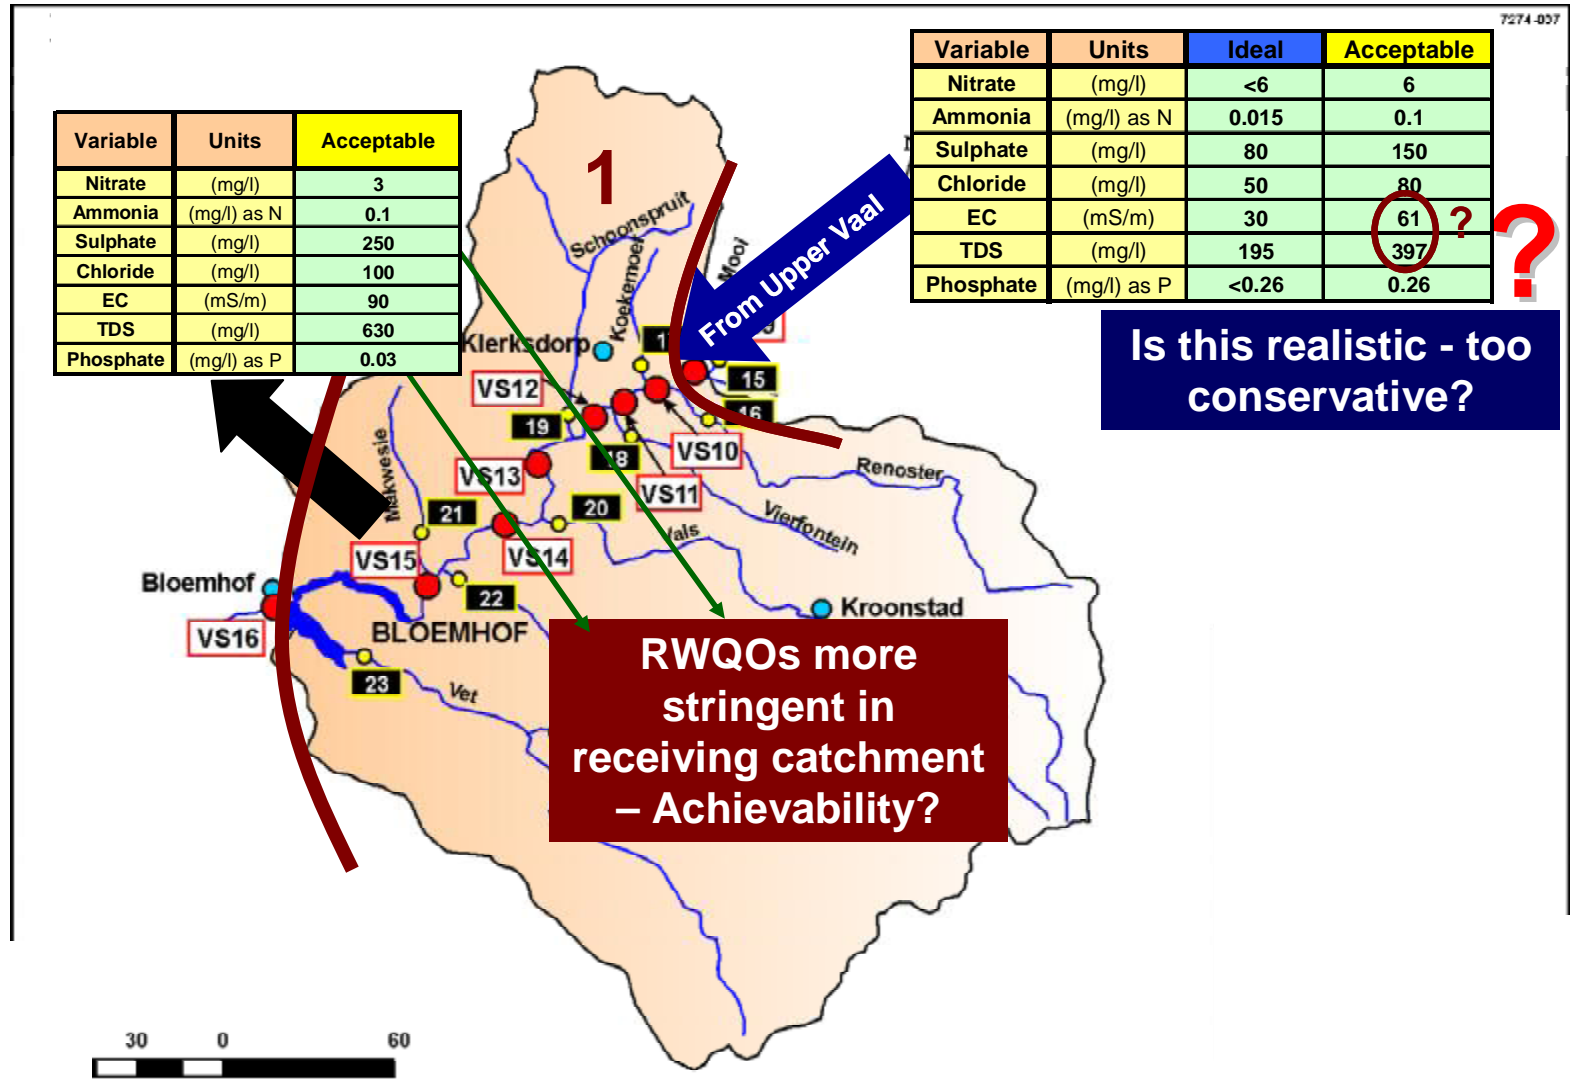 7274-007
Variable Units Ideal Acceptable
Nitrate (mg/l) <6 6
Ammonia (mg/l) as N 0.015 0.1
Sulphate (mg/l) 80 150
Chloride (mg/l) 50 80
EC (mS/m) 30 61 ?
TDS (mg/l) 195 397
Phosphate (mg/l) as P <0.26 0.26
?
Is this realistic - too
conservative?
Variable Units Acceptable
Nitrate (mg/l) 3
Ammonia (mg/l) as N 0.1
Sulphate (mg/l) 250
Chloride (mg/l) 100
EC (mS/m) 90
TDS (mg/l) 630
Phosphate (mg/l) as P 0.03
1
Schoonspruit
Koekemoer
Mooi
From Upper Vaal
Klerksdorp
15
16
VS12
19
18
VS10
VS11
VS13
Renoster
Vierfontein
Makwesie
21
20
VS14
VS15
22
Bloemhof
Kroonstad
VS16
BLOEMHOF
23
Vet
RWQOs more
stringent in
receiving catchment
– Achievability?
30 0 60